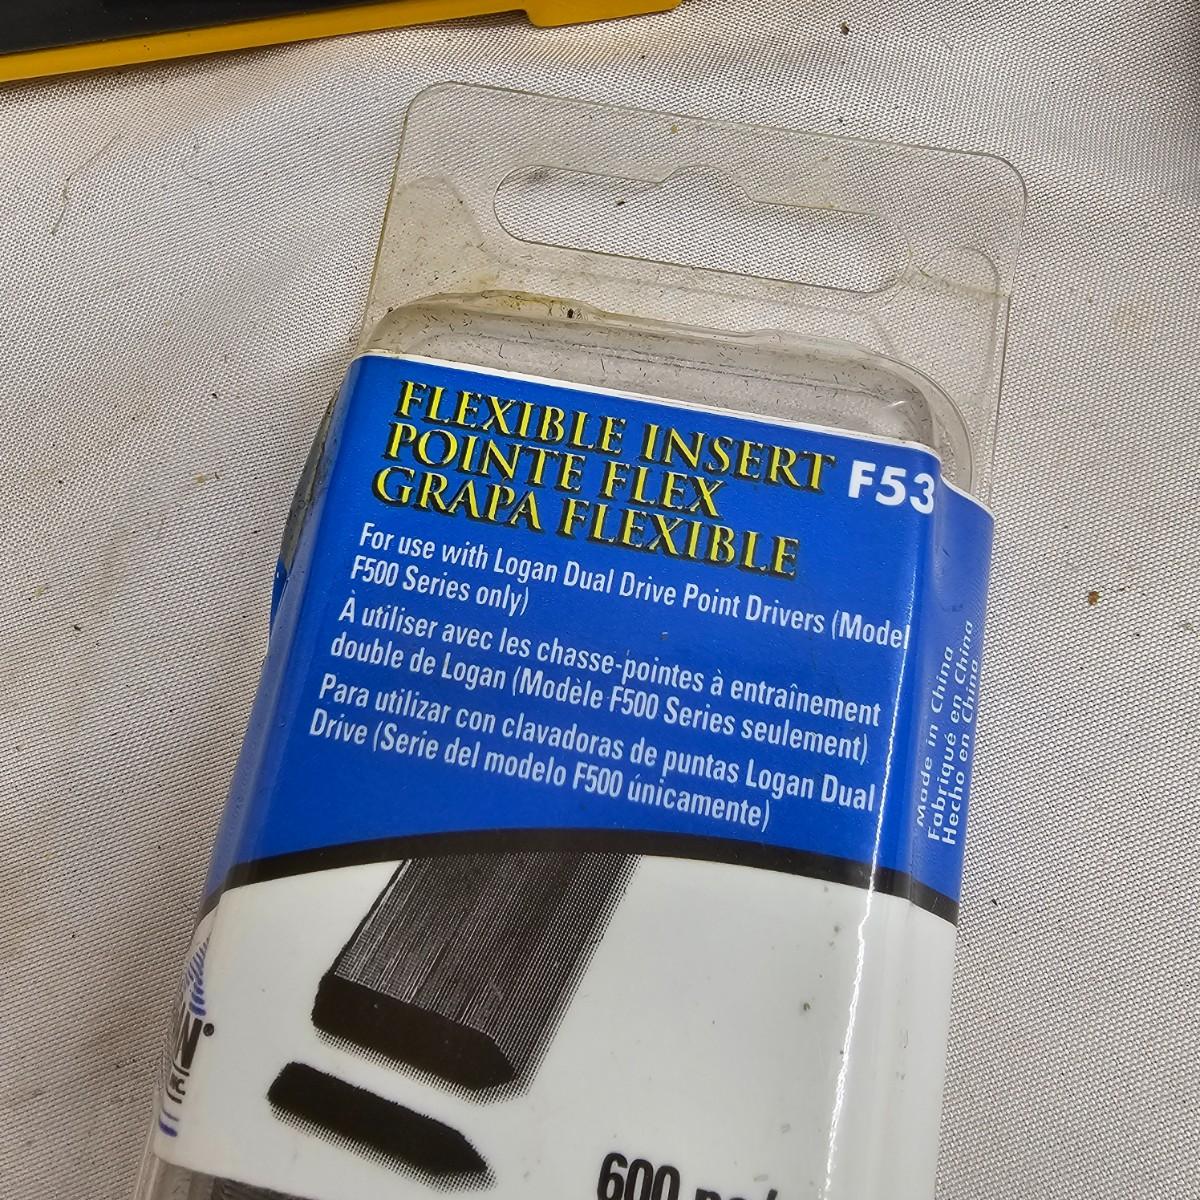 FLEXIBLE INSERT F53
POINTE FLEX
GRAPA FLEXIBLE
For use with Logan Dual Drive Point Drivers (Model
F500 Series only)
À utiliser avec les chasse-pointes à entraînement
double de Logan (Modèle F500 Series seulement)
Para utilizar con clavadoras de puntas Logan Dual
Drive (Serie del modelo F500 únicamente)
Made in China
Fabriqué en China
Hecho en China
600